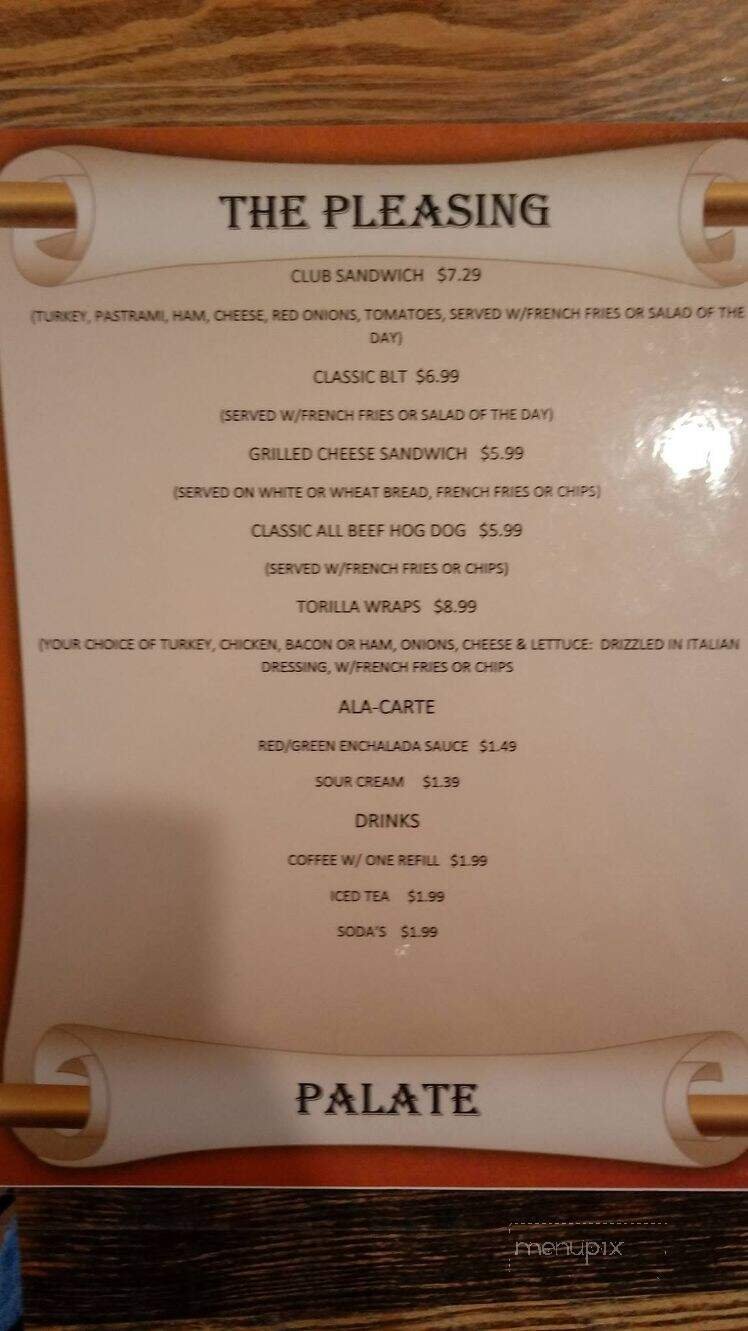 THE PLEASING
CLUB SANDWICH $7.29
(TURKEY, PASTRAMI, HAM, CHEESE, RED ONIONS, TOMATOES, SERVED W/FRENCH FRIES OR SALAD OF THE
DAY)
CLASSIC BLT $6.99
(SERVED W/FRENCH FRIES OR SALAD OF THE DAY)
GRILLED CHEESE SANDWICH $5.99
(SERVED ON WHITE OR WHEAT BREAD, FRENCH FRIES OR CHIPS)
CLASSIC ALL BEEF HOG DOG $5.99
(SERVED W/FRENCH FRIES OR CHIPS)
TORILLA WRAPS $8.99
(YOUR CHOICE OF TURKEY, CHICKEN, BACON OR HAM, ONIONS, CHEESE & LETTUCE: DRIZZLED IN ITALIAN
DRESSING, W/FRENCH FRIES OR CHIPS
ALA-CARTE
RED/GREEN ENCHALADA SAUCE $1.49
SOUR CREAM $1.39
DRINKS
COFFEE W/ ONE REFILL $1.99
ICED TEA $1.99
SODA'S $1.99
PALATE
menupix